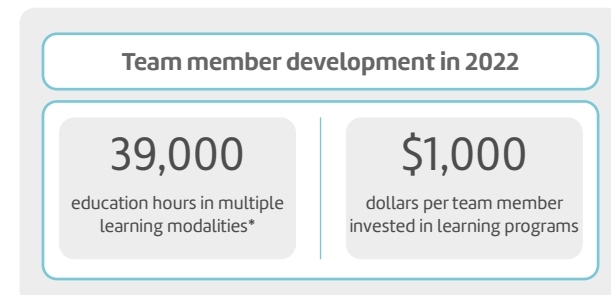 Team member development in 2022
39,000
education hours in multiple
learning modalities*
$1,000
dollars per team member
invested in learning programs